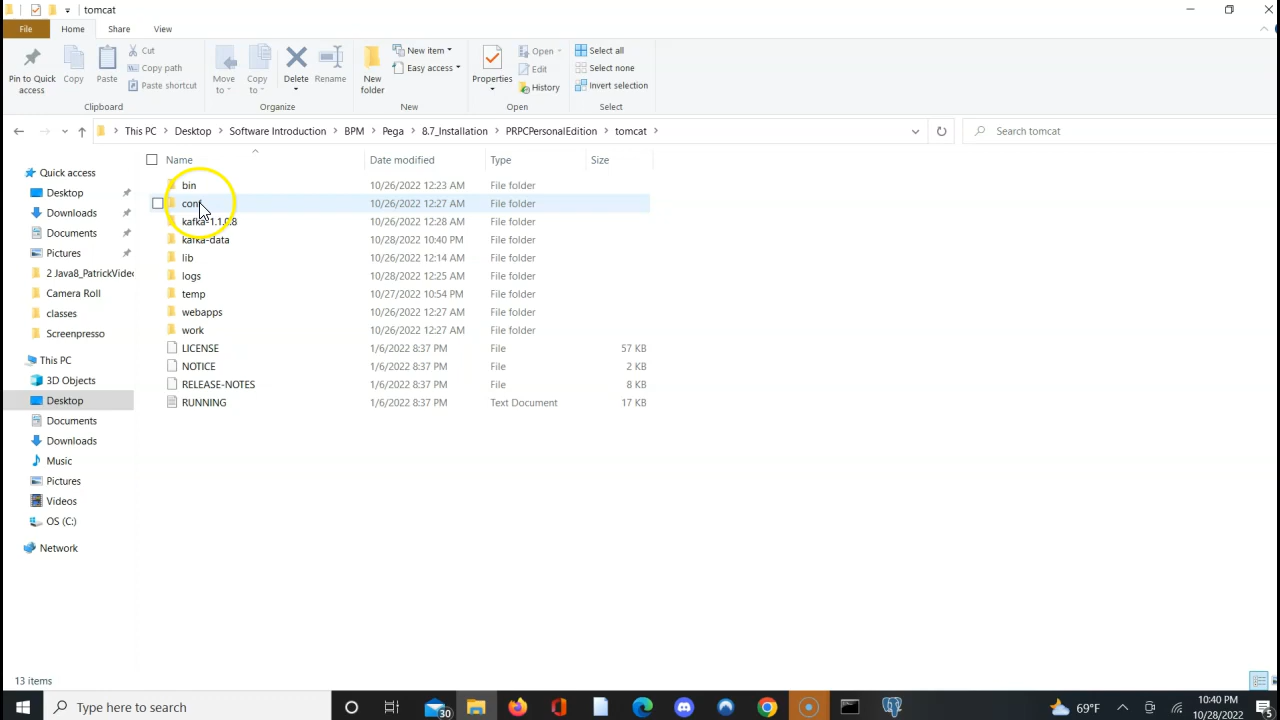 tomcat
File Home Share View
Pin to Quick access
Copy
Paste
Cut
Copy path
Paste shortcut
Clipboard
Move to
Copy to
Delete
Rename
Organize
New folder
New item
Easy access
New
Properties
Open
Edit
History
Open
Select all
Select none
Invert selection
Select
This PC Desktop Software Introduction BPM Pega 8.7_Installation PRPCPersonalEdition tomcat
Search tomcat
Quick access
Desktop
Downloads
Documents
Pictures
2 Java8_PatrickVide
Camera Roll
classes
Screenpresso
This PC
3D Objects
Desktop
Documents
Downloads
Music
Pictures
Videos
OS (C:)
Network
Name Date modified Type Size
bin 10/26/2022 12:23 AM File folder
conf 10/26/2022 12:27 AM File folder
kafka-1.1.0.8 10/26/2022 12:28 AM File folder
kafka-data 10/28/2022 10:40 PM File folder
lib 10/26/2022 12:14 AM File folder
logs 10/28/2022 12:25 AM File folder
temp 10/27/2022 10:54 PM File folder
webapps 10/26/2022 12:27 AM File folder
work 10/26/2022 12:27 AM File folder
LICENSE 1/6/2022 8:37 PM File 57 KB
NOTICE 1/6/2022 8:37 PM File 2 KB
RELEASE-NOTES 1/6/2022 8:37 PM File 8 KB
RUNNING 1/6/2022 8:37 PM Text Document 17 KB
13 items
Type here to search
30
69°F
10:40 PM
10/28/2022